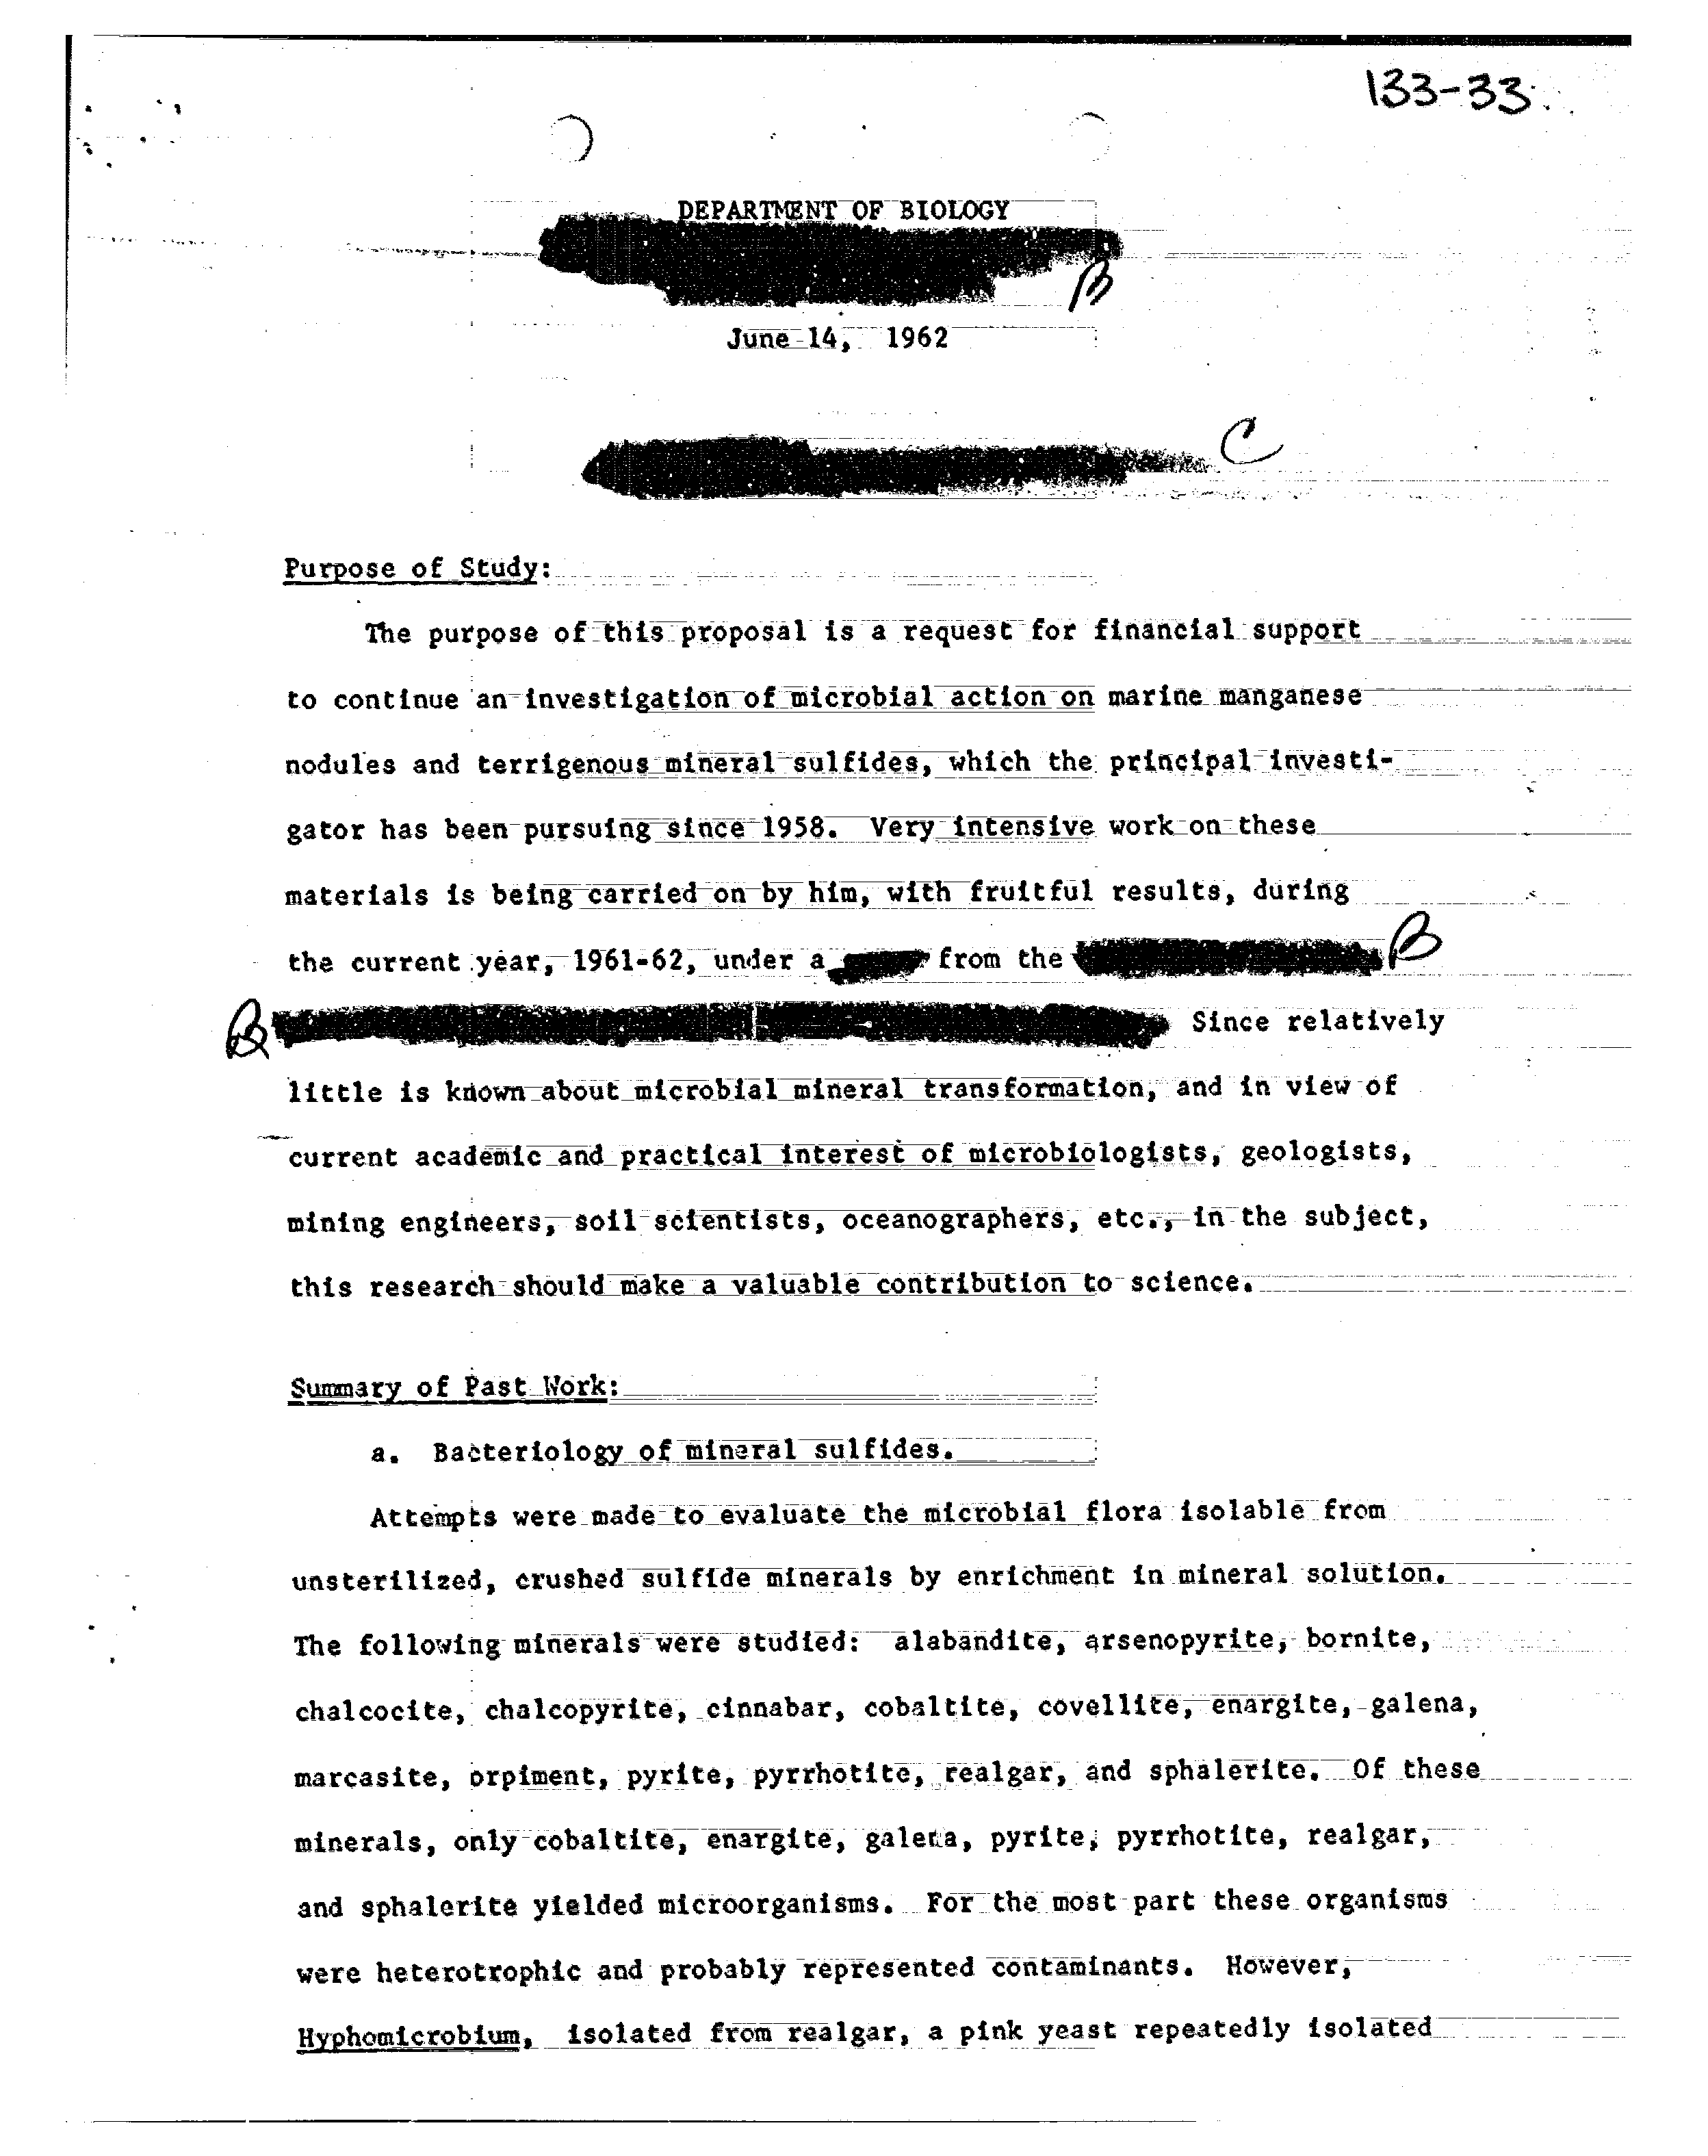 133-33
DEPARTMENT OF BIOLOGY
B
June 14, 1962
C
Purpose of Study:
The purpose of this proposal is a request for financial support
to continue an investigation of microbial action on marine manganese
nodules and terrigenous mineral sulfides, which the principal investi-
gator has been pursuing since 1958. Very intensive work on these
materials is being carried on by him, with fruitful results, during
the current year, 1961-62, under a from the B
B Since relatively
little is known about microbial mineral transformation, and in view of
current academic and practical interest of microbiologists, geologists,
mining engineers, soil scientists, oceanographers, etc., in the subject,
this research should make a valuable contribution to science.
Summary of Past Work:
a. Bacteriology of mineral sulfides.
Attempts were made to evaluate the microbial flora isolable from
unsterilized, crushed sulfide minerals by enrichment in mineral solution.
The following minerals were studied: alabandite, arsenopyrite, bornite,
chalcocite, chalcopyrite, cinnabar, cobaltite, covellite, enargite, galena,
marcasite, orpiment, pyrite, pyrrhotite, realgar, and sphalerite. Of these
minerals, only cobaltite, enargite, galena, pyrite, pyrrhotite, realgar,
and sphalerite yielded microorganisms. For the most part these organisms
were heterotrophic and probably represented contaminants. However,
Hyphomicrobium, isolated from realgar, a pink yeast repeatedly isolated